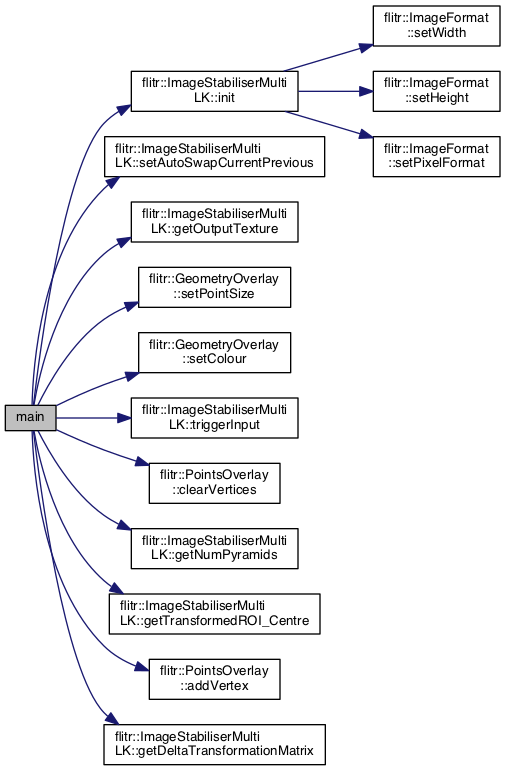 flitr::ImageFormat
::setWidth
flitr::ImageStabiliserMulti
LK::init
flitr::ImageFormat
::setHeight
flitr::ImageStabiliserMulti
LK::setAutoSwapCurrentPrevious
flitr::ImageFormat
::setPixelFormat
flitr::ImageStabiliserMulti
LK::getOutputTexture
flitr::GeometryOverlay
::setPointSize
flitr::GeometryOverlay
::setColour
main
flitr::ImageStabiliserMulti
LK::triggerInput
flitr::PointsOverlay
::clearVertices
flitr::ImageStabiliserMulti
LK::getNumPyramids
flitr::ImageStabiliserMulti
LK::getTransformedROI_Centre
flitr::PointsOverlay
::addVertex
flitr::ImageStabiliserMulti
LK::getDeltaTransformationMatrix